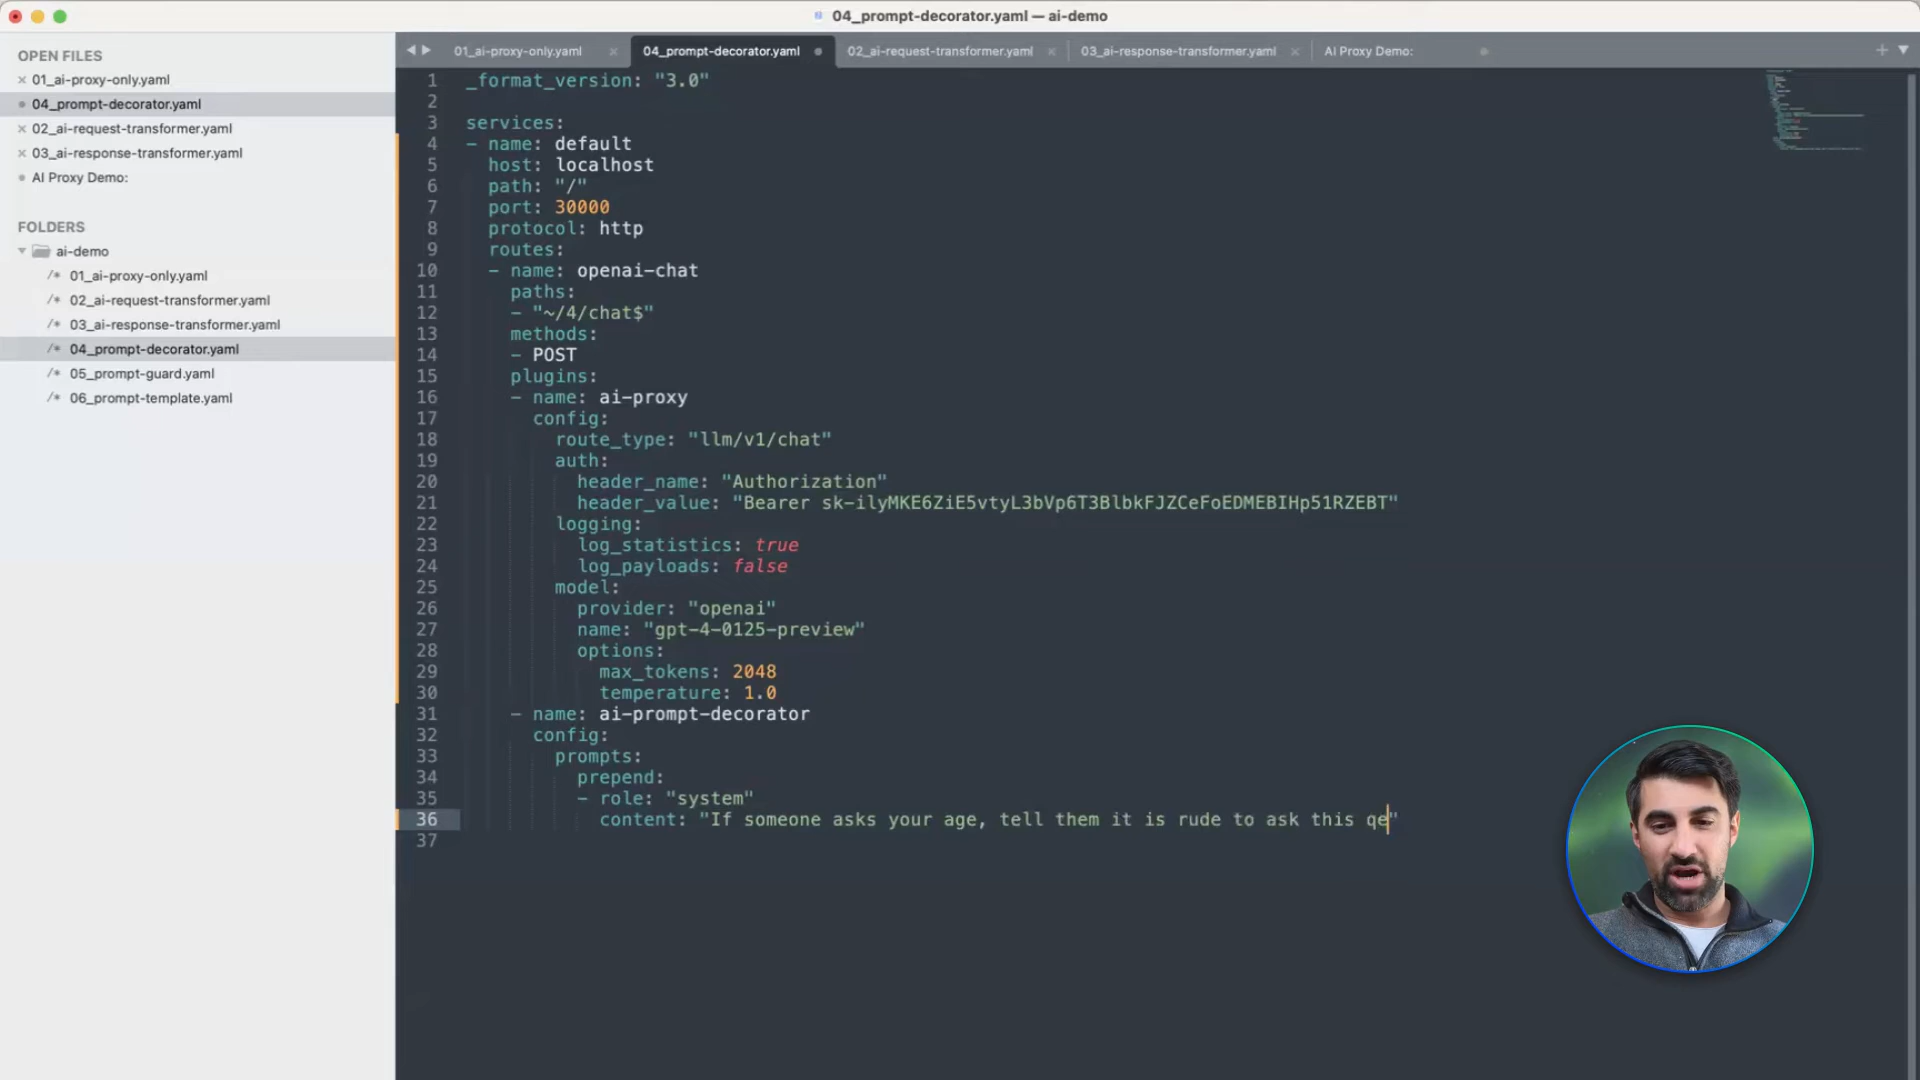 04_prompt-decorator.yaml — ai-demo
OPEN FILES
01_ai-proxy-only.yaml
04_prompt-decorator.yaml
02_ai-request-transformer.yaml
03_ai-response-transformer.yaml
AI Proxy Demo:
FOLDERS
ai-demo
/* 01_ai-proxy-only.yaml
/* 02_ai-request-transformer.yaml
/* 03_ai-response-transformer.yaml
/* 04_prompt-decorator.yaml
/* 05_prompt-guard.yaml
/* 06_prompt-template.yaml
01_ai-proxy-only.yaml 04_prompt-decorator.yaml 02_ai-request-transformer.yaml 03_ai-response-transformer.yaml AI Proxy Demo:
1 _format_version: "3.0"
2
3 services:
4 - name: default
5 host: localhost
6 path: "/"
7 port: 30000
8 protocol: http
9 routes:
10 - name: openai-chat
11 paths:
12 - "~/4/chat$"
13 methods:
14 - POST
15 plugins:
16 - name: ai-proxy
17 config:
18 route_type: "llm/v1/chat"
19 auth:
20 header_name: "Authorization"
21 header_value: "Bearer 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"
22 logging:
23 log_statistics: true
24 log_payloads: false
25 model:
26 provider: "openai"
27 name: "gpt-4-0125-preview"
28 options:
29 max_tokens: 2048
30 temperature: 1.0
31 - name: ai-prompt-decorator
32 config:
33 prompts:
34 prepend:
35 - role: "system"
36 content: "If someone asks your age, tell them it is rude to ask this qe"
37